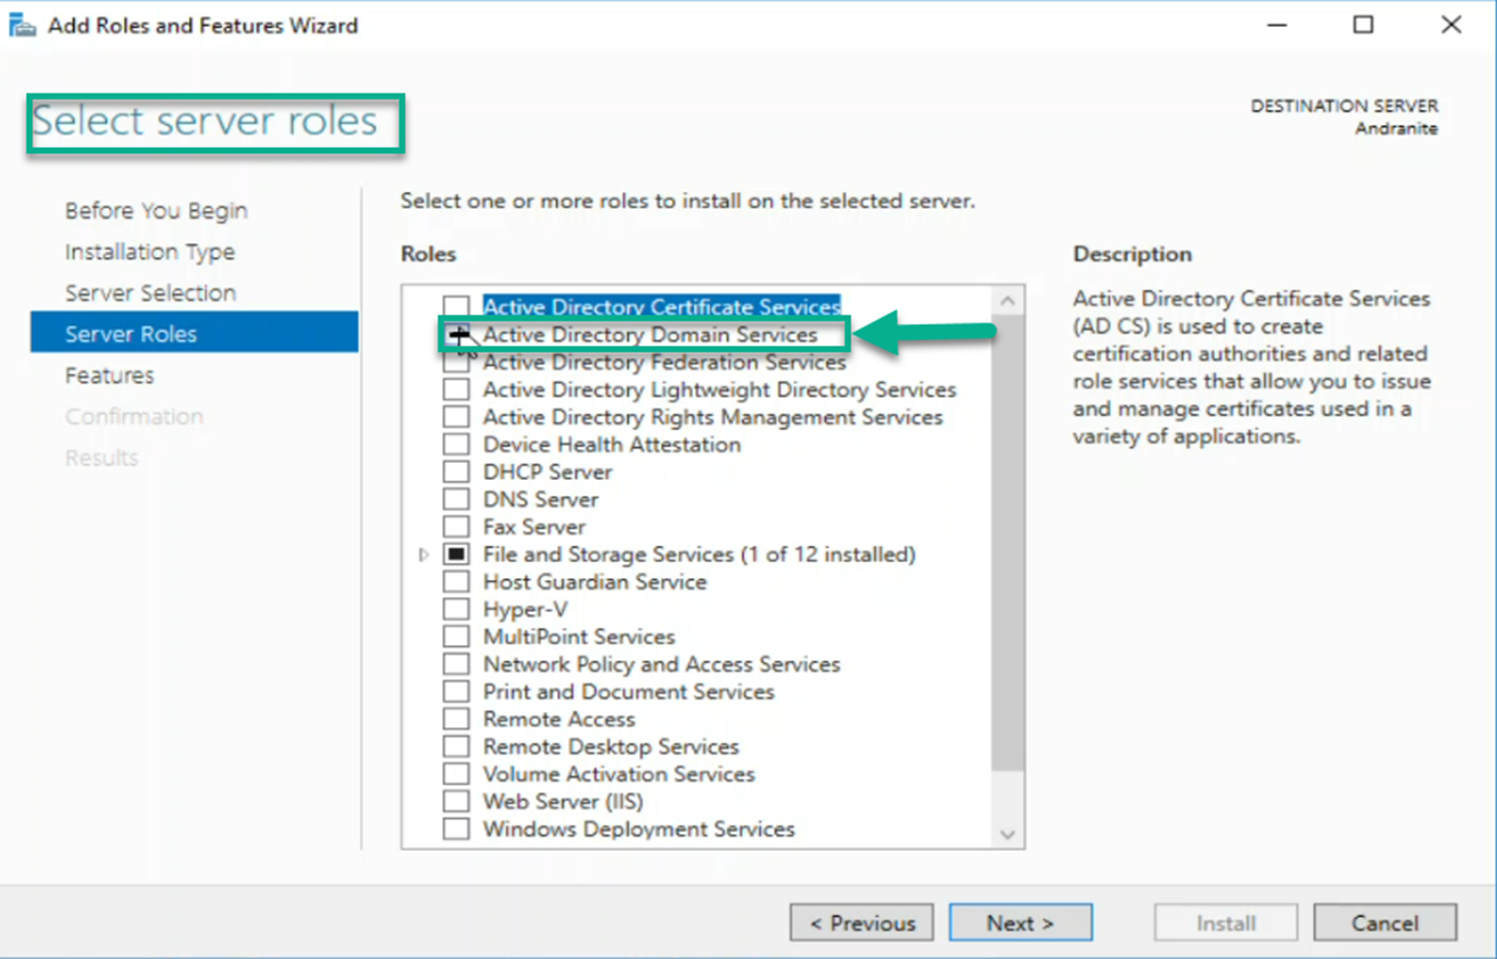 Add Roles and Features Wizard
Select server roles
DESTINATION SERVER
Andranite
Before You Begin
Installation Type
Server Selection
Server Roles
Features
Confirmation
Results
Select one or more roles to install on the selected server.
Roles
Active Directory Certificate Services
Active Directory Domain Services
Active Directory Federation Services
Active Directory Lightweight Directory Services
Active Directory Rights Management Services
Device Health Attestation
DHCP Server
DNS Server
Fax Server
File and Storage Services (1 of 12 installed)
Host Guardian Service
Hyper-V
MultiPoint Services
Network Policy and Access Services
Print and Document Services
Remote Access
Remote Desktop Services
Volume Activation Services
Web Server (IIS)
Windows Deployment Services
Description
Active Directory Certificate Services
(AD CS) is used to create
certification authorities and related
role services that allow you to issue
and manage certificates used in a
variety of applications.
< Previous
Next >
Install
Cancel